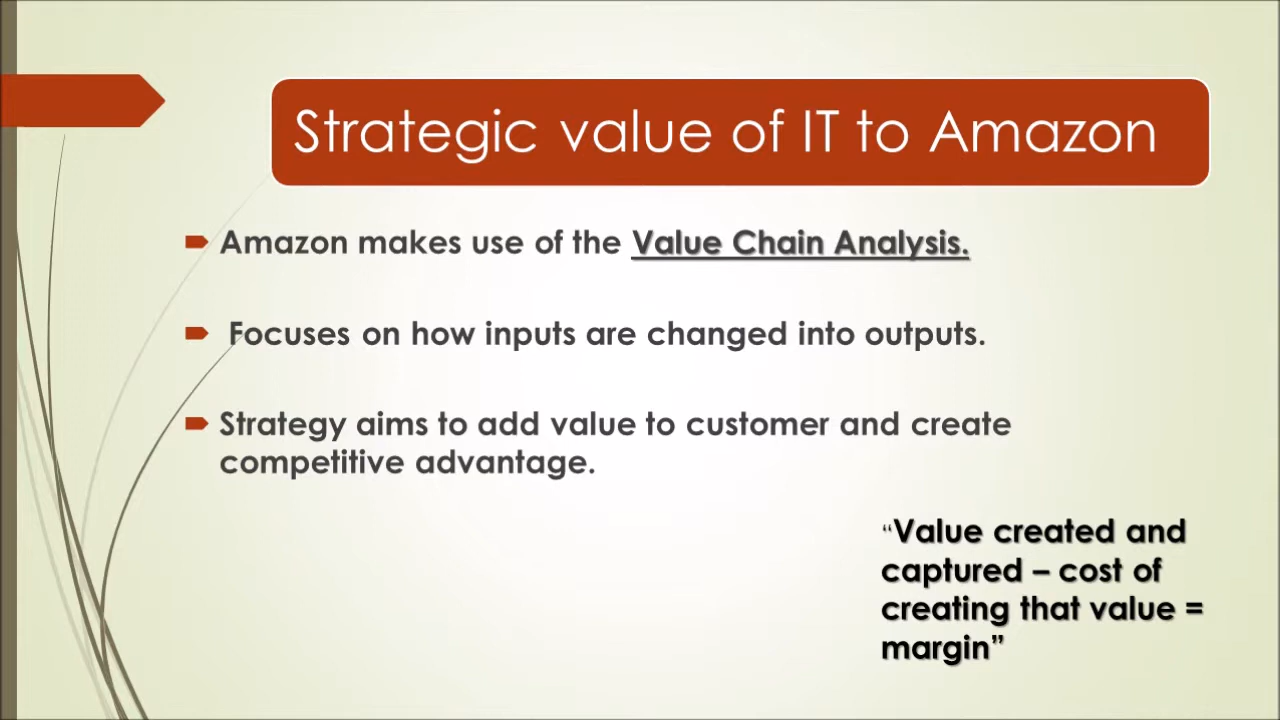 Strategic value of IT to Amazon
Amazon makes use of the Value Chain Analysis.
Focuses on how inputs are changed into outputs.
Strategy aims to add value to customer and create
competitive advantage.
“Value created and
captured – cost of
creating that value =
margin”